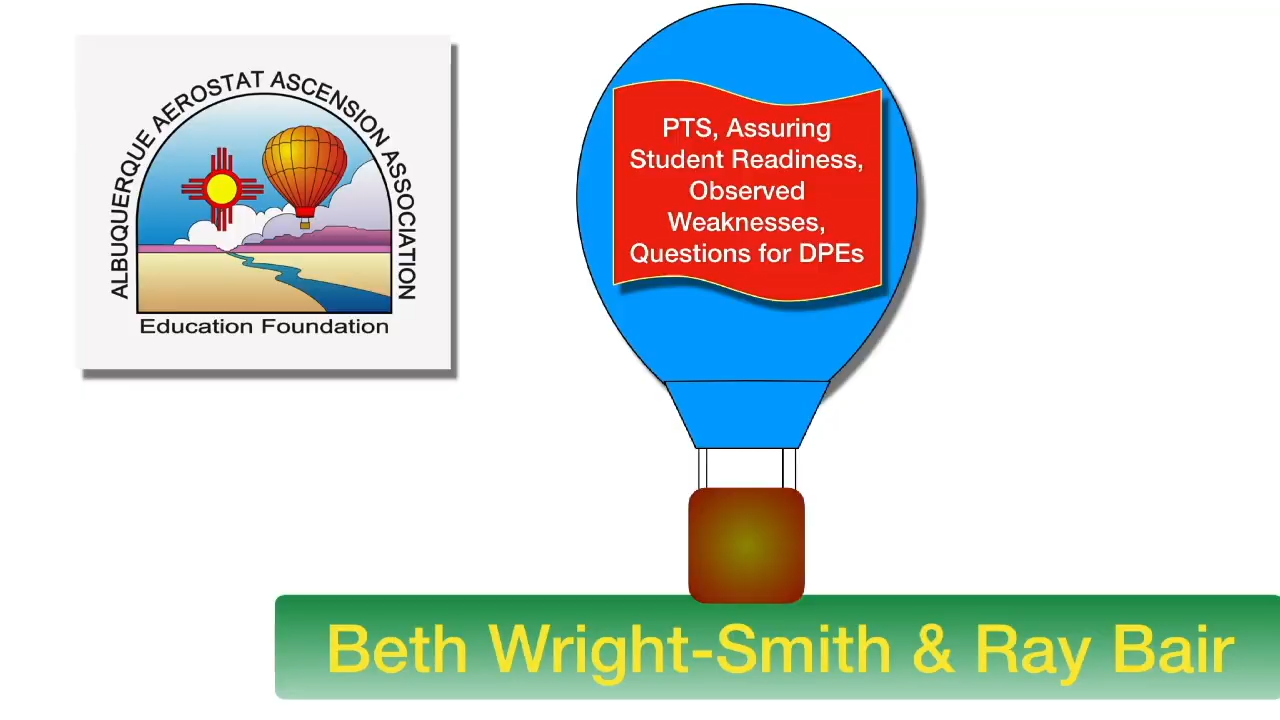 ALBUQUERQUE AEROSTAT ASCENSION ASSOCIATION
Education Foundation
PTS, Assuring
Student Readiness,
Observed
Weaknesses,
Questions for DPEs
Beth Wright-Smith & Ray Bair